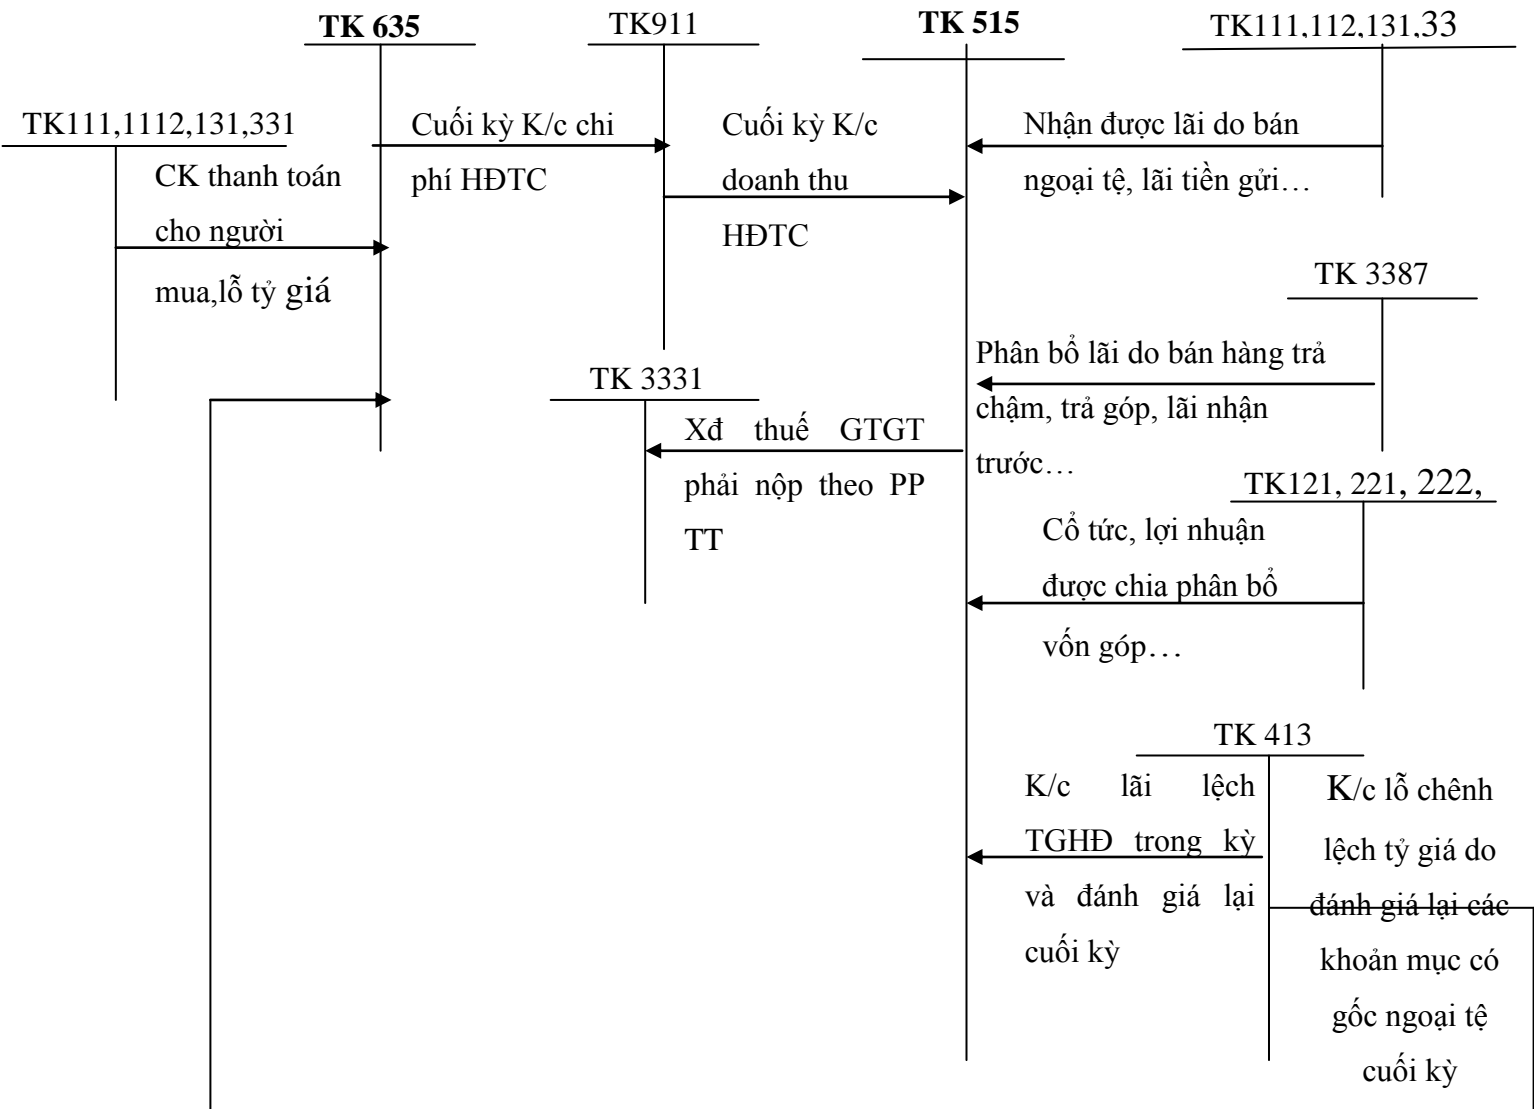 TK 635
TK911
TK 515
TK111,112,131,33
TK111,1112,131,331
CK thanh toán
cho người
mua,lỗ tỷ giá
Cuối kỳ K/c chi
phí HĐTC
Cuối kỳ K/c
doanh thu
HĐTC
Nhận được lãi do bán
ngoại tệ, lãi tiền gửi…
TK 3387
Phân bổ lãi do bán hàng trả
chậm, trả góp, lãi nhận
trước…
TK 3331
Xđ thuế GTGT
phải nộp theo PP
TT
TK121, 221, 222,
Cổ tức, lợi nhuận
được chia phân bổ
vốn góp…
TK 413
K/c lãi lệch
TGHĐ trong kỳ
và đánh giá lại
cuối kỳ
K/c lỗ chênh
lệch tỷ giá do
đánh giá lại các
khoản mục có
gốc ngoại tệ
cuối kỳ